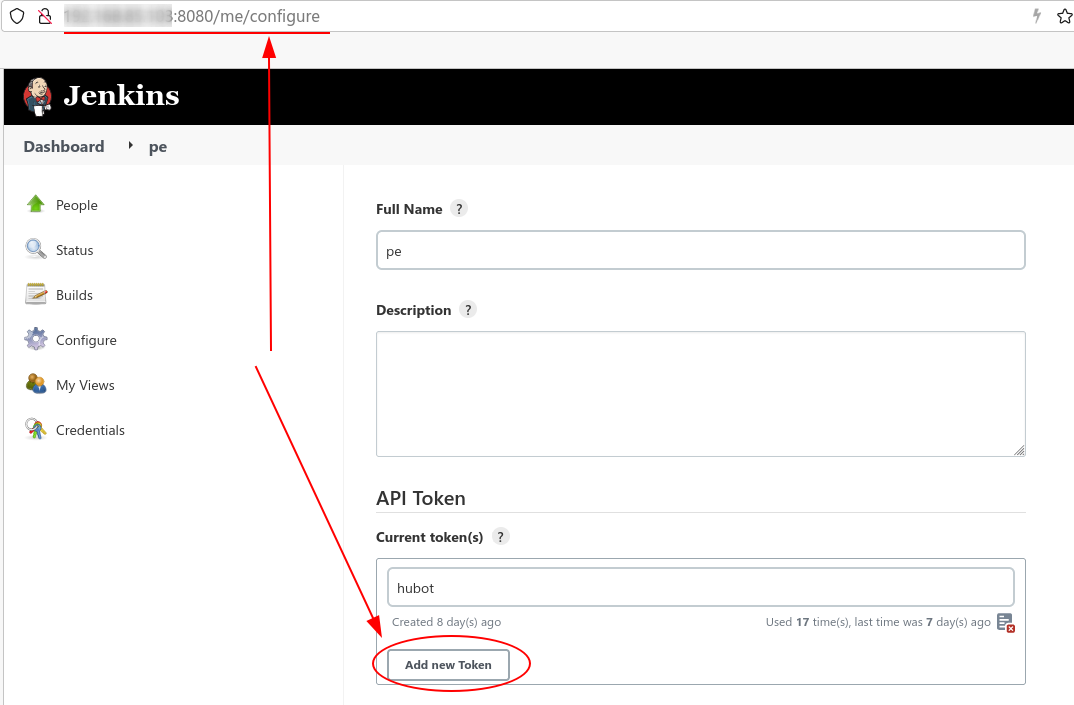 :8080/me/configure
Jenkins
Dashboard pe
People
Status
Builds
Configure
My Views
Credentials
Full Name ?
pe
Description ?
API Token
Current token(s) ?
hubot
Created 8 day(s) ago Used 17 time(s), last time was 7 day(s) ago
Add new Token